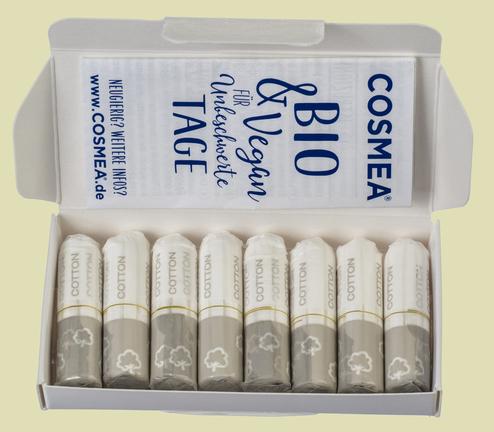 COSMEA®
BIO
& Vegan
FÜR
Unbeschwerte
TAGE
NEUGIERIG? WEITERE INFOS?
www.COSMEA.de
COTTON
COTTON
COTTON
COTTON
COTTON
COTTON
COTTON
COTTON